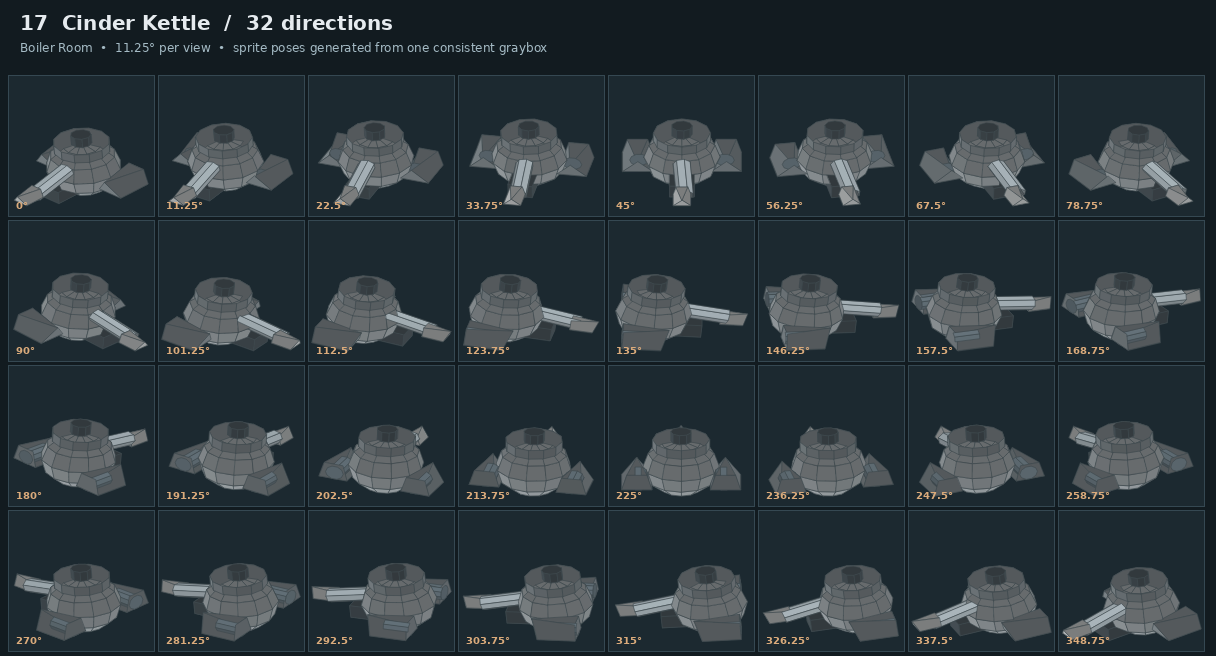 17 Cinder Kettle / 32 directions
Boiler Room • 11.25° per view • sprite poses generated from one consistent graybox
0° 11.25° 22.5° 33.75° 45° 56.25° 67.5° 78.75°
90° 101.25° 112.5° 123.75° 135° 146.25° 157.5° 168.75°
180° 191.25° 202.5° 213.75° 225° 236.25° 247.5° 258.75°
270° 281.25° 292.5° 303.75° 315° 326.25° 337.5° 348.75°